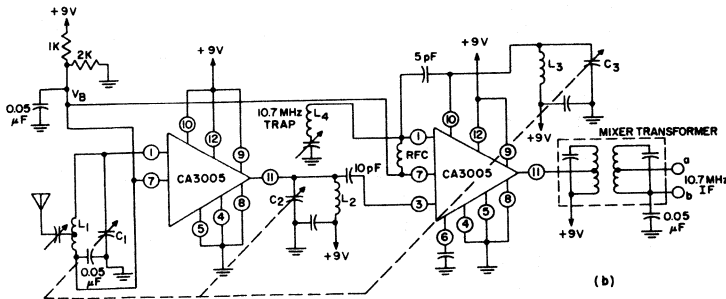 +9V
1K
2K
0.05
μF
V_B
+9V
10
12
9
1
7
CA3005
11
5
4
8
L1
C1
0.05
μF
10.7 MHz
TRAP
L4
C2
L2
+9V
10pF
5pF
+9V
10
12
9
1
RFC
7
3
CA3005
11
6
4
5
8
L3
C3
+9V
MIXER TRANSFORMER
a
10.7 MHz
IF
b
+9V
0.05
μF
(b)